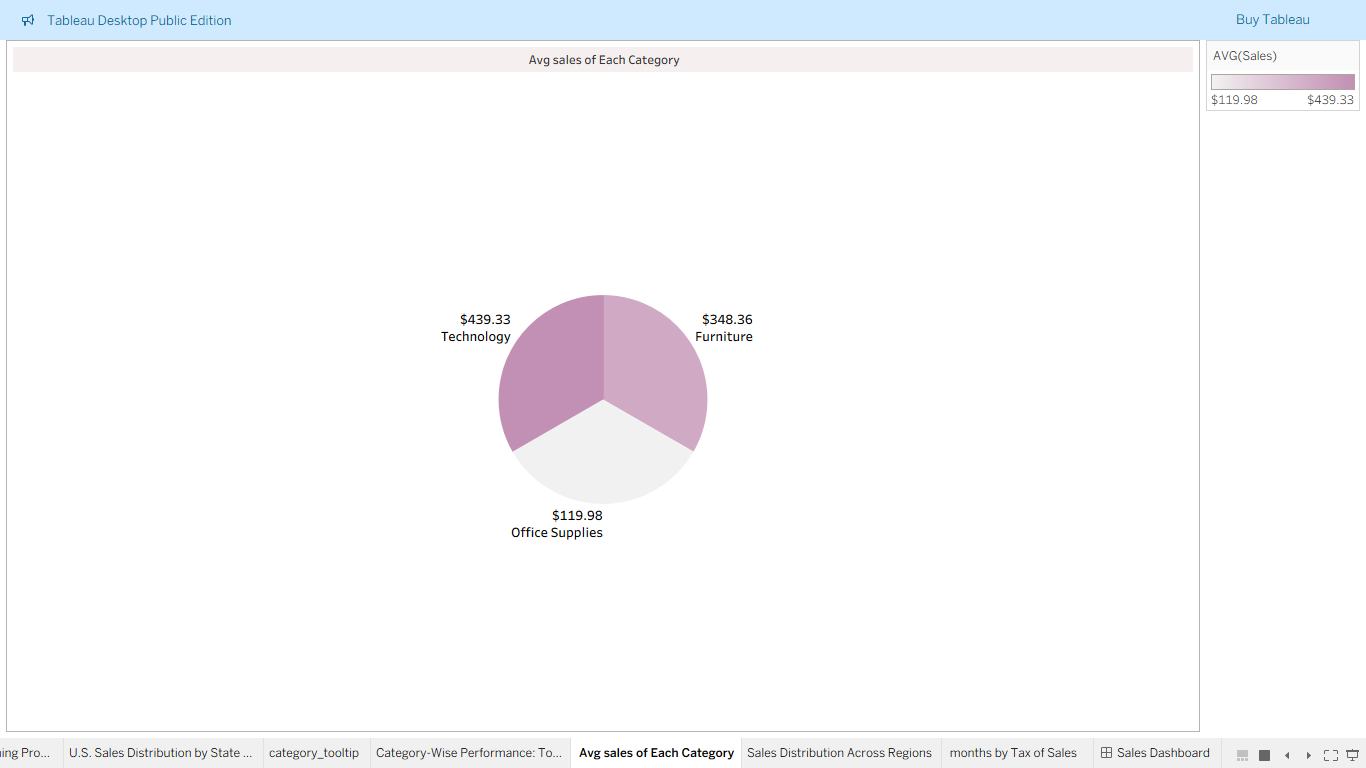 Tableau Desktop Public Edition
Buy Tableau
Avg sales of Each Category
AVG(Sales)
$119.98 $439.33
$439.33
Technology
$348.36
Furniture
$119.98
Office Supplies
ing Pro... U.S. Sales Distribution by State ... category_tooltip Category-Wise Performance: To... Avg sales of Each Category Sales Distribution Across Regions months by Tax of Sales Sales Dashboard